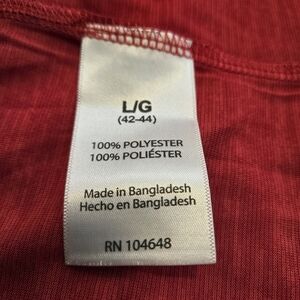 L/G
(42-44)
100% POLYESTER
100% POLIÉSTER
Made in Bangladesh
Hecho en Bangladesh
RN 104648